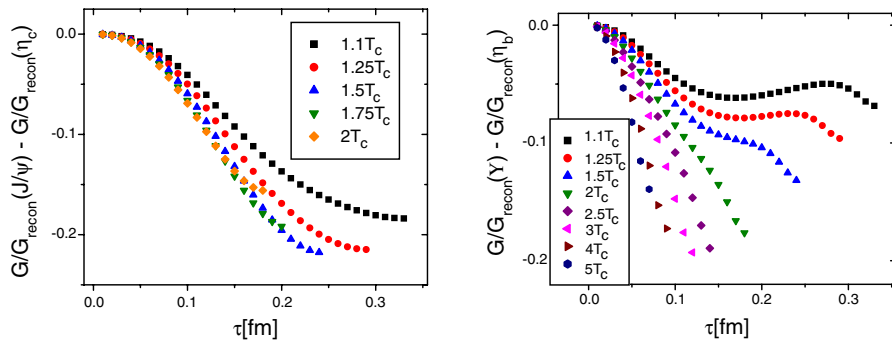 G/G_recon(J/ψ) - G/G_recon(η_c)
0.0
-0.1
-0.2
0.0
0.1
0.2
0.3
τ[fm]
1.1T_c
1.25T_c
1.5T_c
1.75T_c
2T_c
G/G_recon(Υ) - G/G_recon(η_b)
0.0
-0.1
-0.2
0.0
0.1
0.2
0.3
τ[fm]
1.1T_c
1.25T_c
1.5T_c
2T_c
2.5T_c
3T_c
4T_c
5T_c